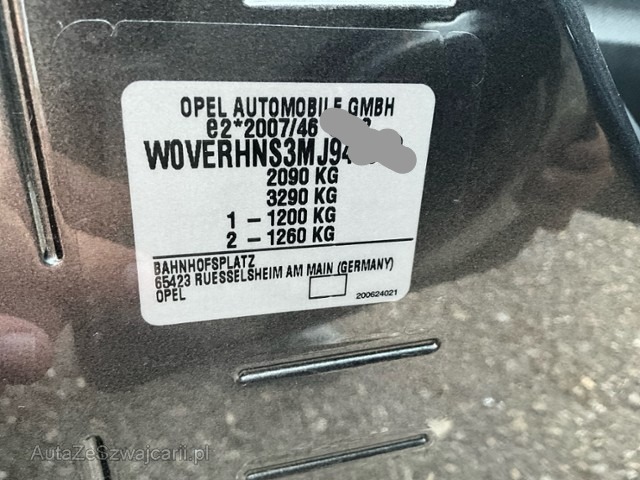 OPEL AUTOMOBILE GMBH
e2*2007/46
W0VERHNS3MJ94
2090 KG
3290 KG
1 – 1200 KG
2 – 1260 KG
BAHNHOFSPLATZ
65423 RUESSELSHEIM AM MAIN (GERMANY)
OPEL
200624021
AutaZeSzwajcarii.pl